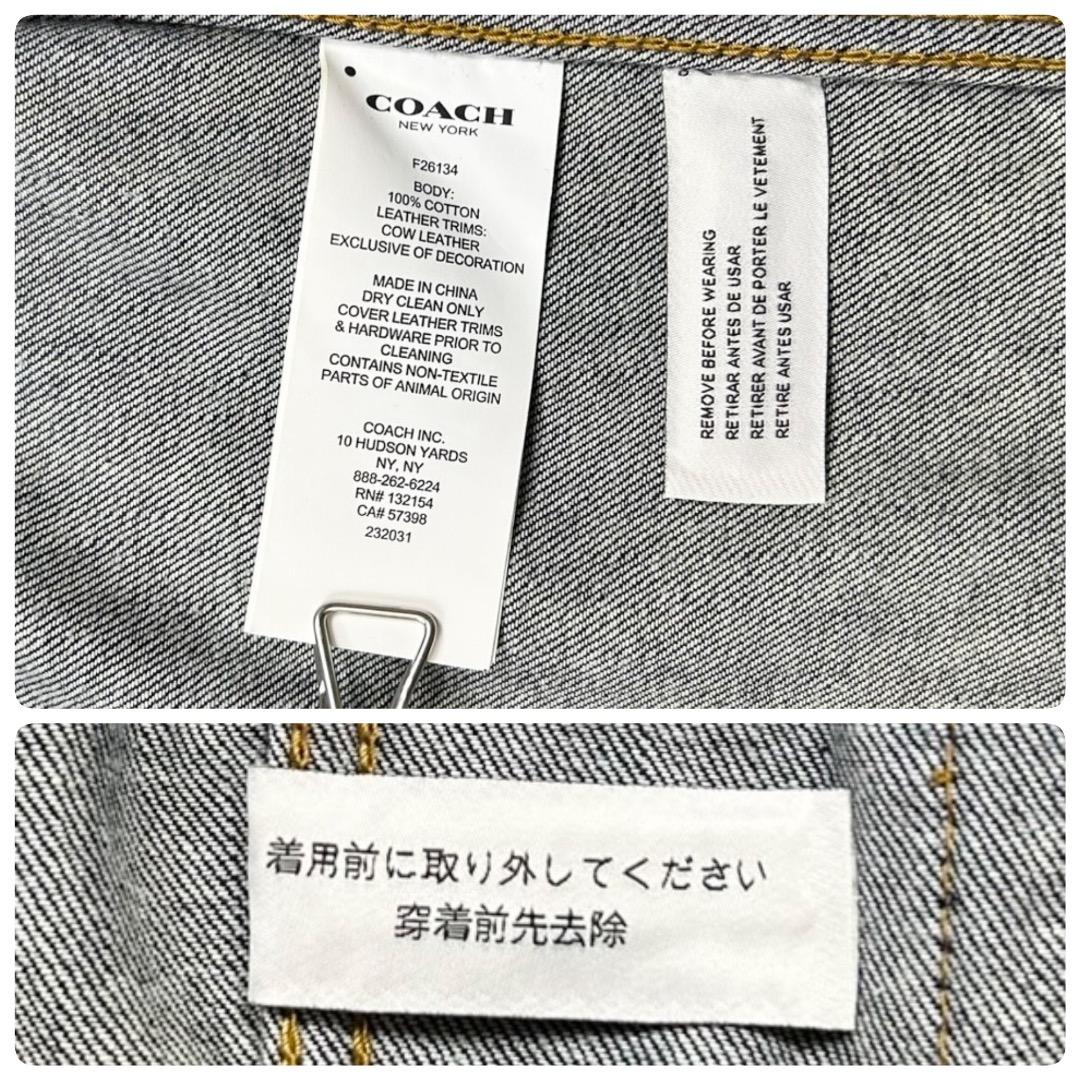 COACH
NEW YORK
F26134
BODY:
100% COTTON
LEATHER TRIMS:
COW LEATHER
EXCLUSIVE OF DECORATION
MADE IN CHINA
DRY CLEAN ONLY
COVER LEATHER TRIMS
& HARDWARE PRIOR TO
CLEANING
CONTAINS NON-TEXTILE
PARTS OF ANIMAL ORIGIN
COACH INC.
10 HUDSON YARDS
NY, NY
888-262-6224
RN# 132154
CA# 57398
232031
REMOVE BEFORE WEARING
RETIRAR ANTES DE USAR
RETIRER AVANT DE PORTER LE VETEMENT
RETIRE ANTES USAR
着用前に取り外してください
穿着前先去除